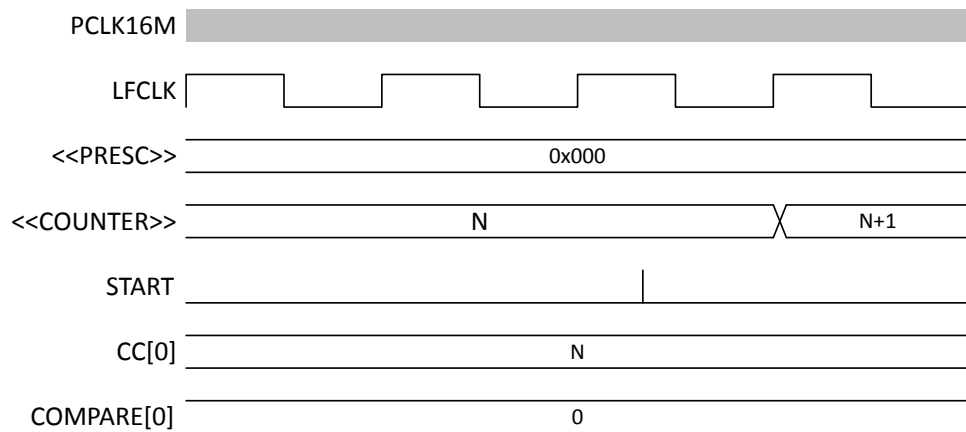 PCLK16M
LFCLK
<<PRESC>> 0x000
<<COUNTER>> N N+1
START
CC[0] N
COMPARE[0] 0